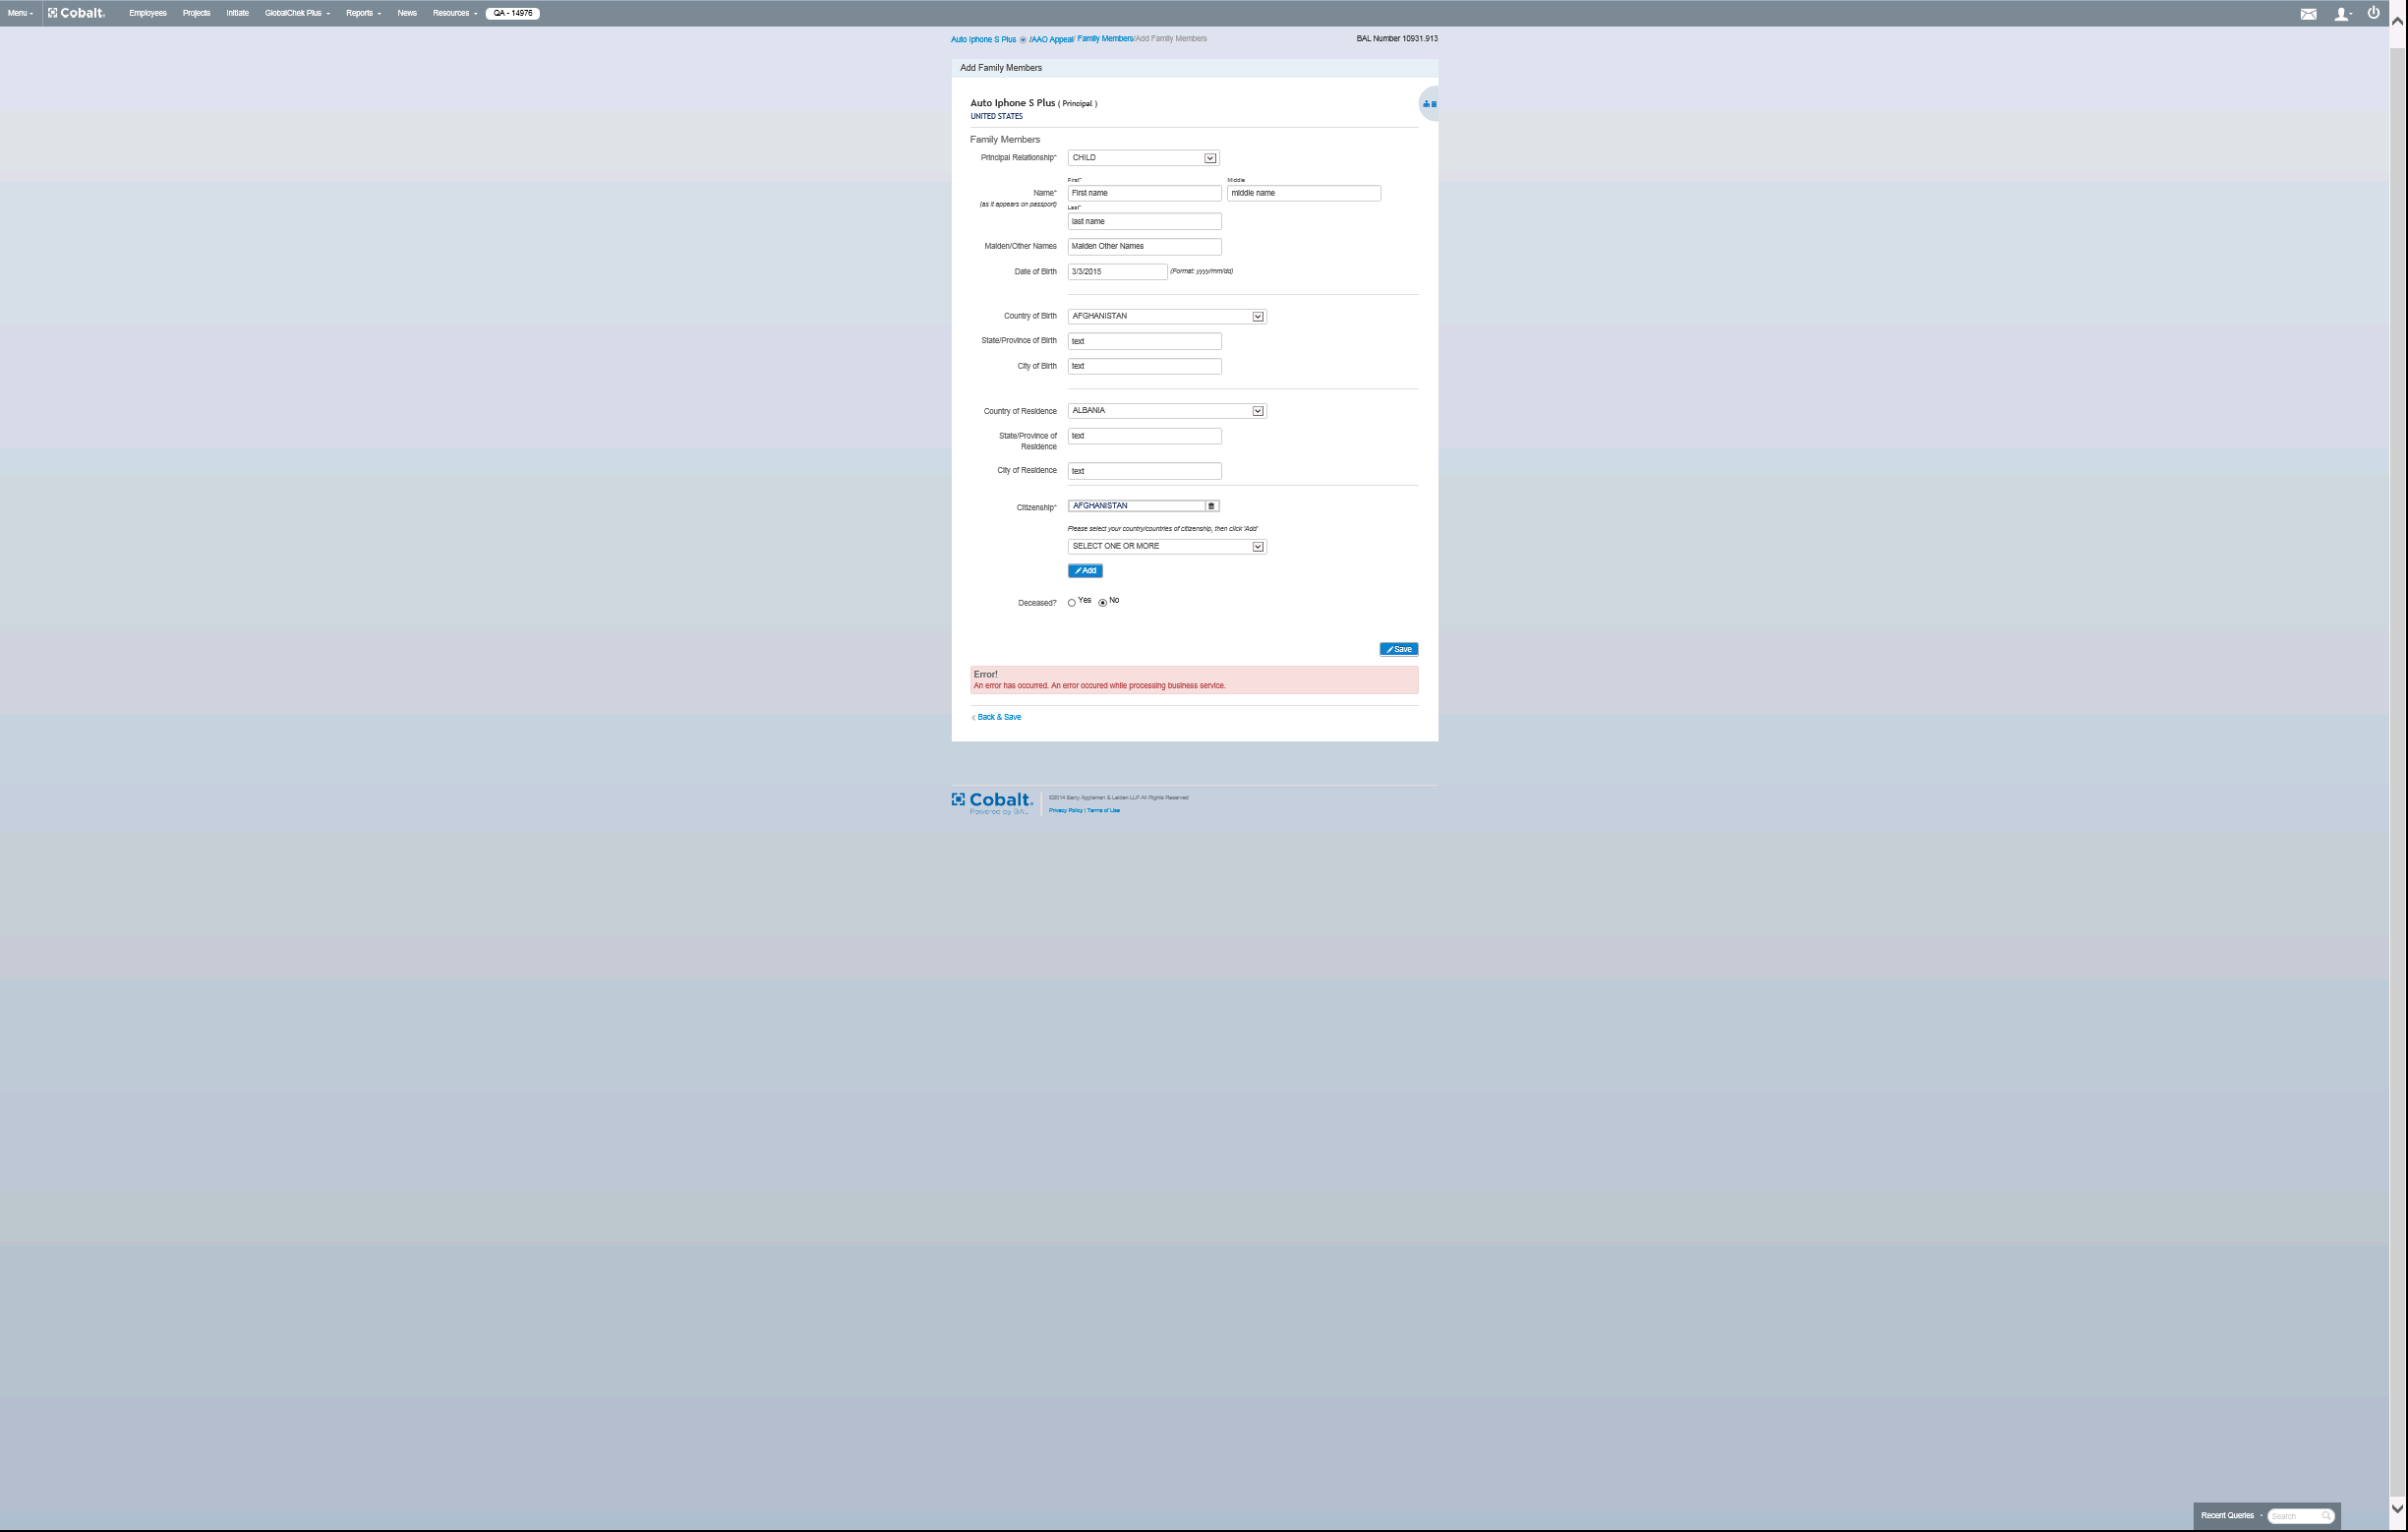 Menu Cobalt. Employees Projects Initiate GlobalChek Plus Reports News Resources QA - 14976
Auto Iphone S Plus /AAO Appeal/ Family Members/Add Family Members BAL Number 10931.913
Add Family Members
Auto Iphone S Plus ( Principal )
UNITED STATES
Family Members
Principal Relationship* CHILD
First* Middle
Name* First name middle name
(as it appears on passport)
Last*
last name
Maiden/Other Names Maiden Other Names
Date of Birth 3/3/2015 (Format: yyyy/mm/dd)
Country of Birth AFGHANISTAN
State/Province of Birth text
City of Birth text
Country of Residence ALBANIA
State/Province of text
Residence
City of Residence text
Citizenship* AFGHANISTAN
Please select your country/countries of citizenship, then click 'Add'
SELECT ONE OR MORE
Add
Deceased? Yes No
Save
Error!
An error has occurred. An error occured while processing business service.
Back & Save
Cobalt. ©2014 Berry Appleman & Leiden LLP All Rights Reserved
Powered by BAL Privacy Policy | Terms of Use
Recent Queries Search